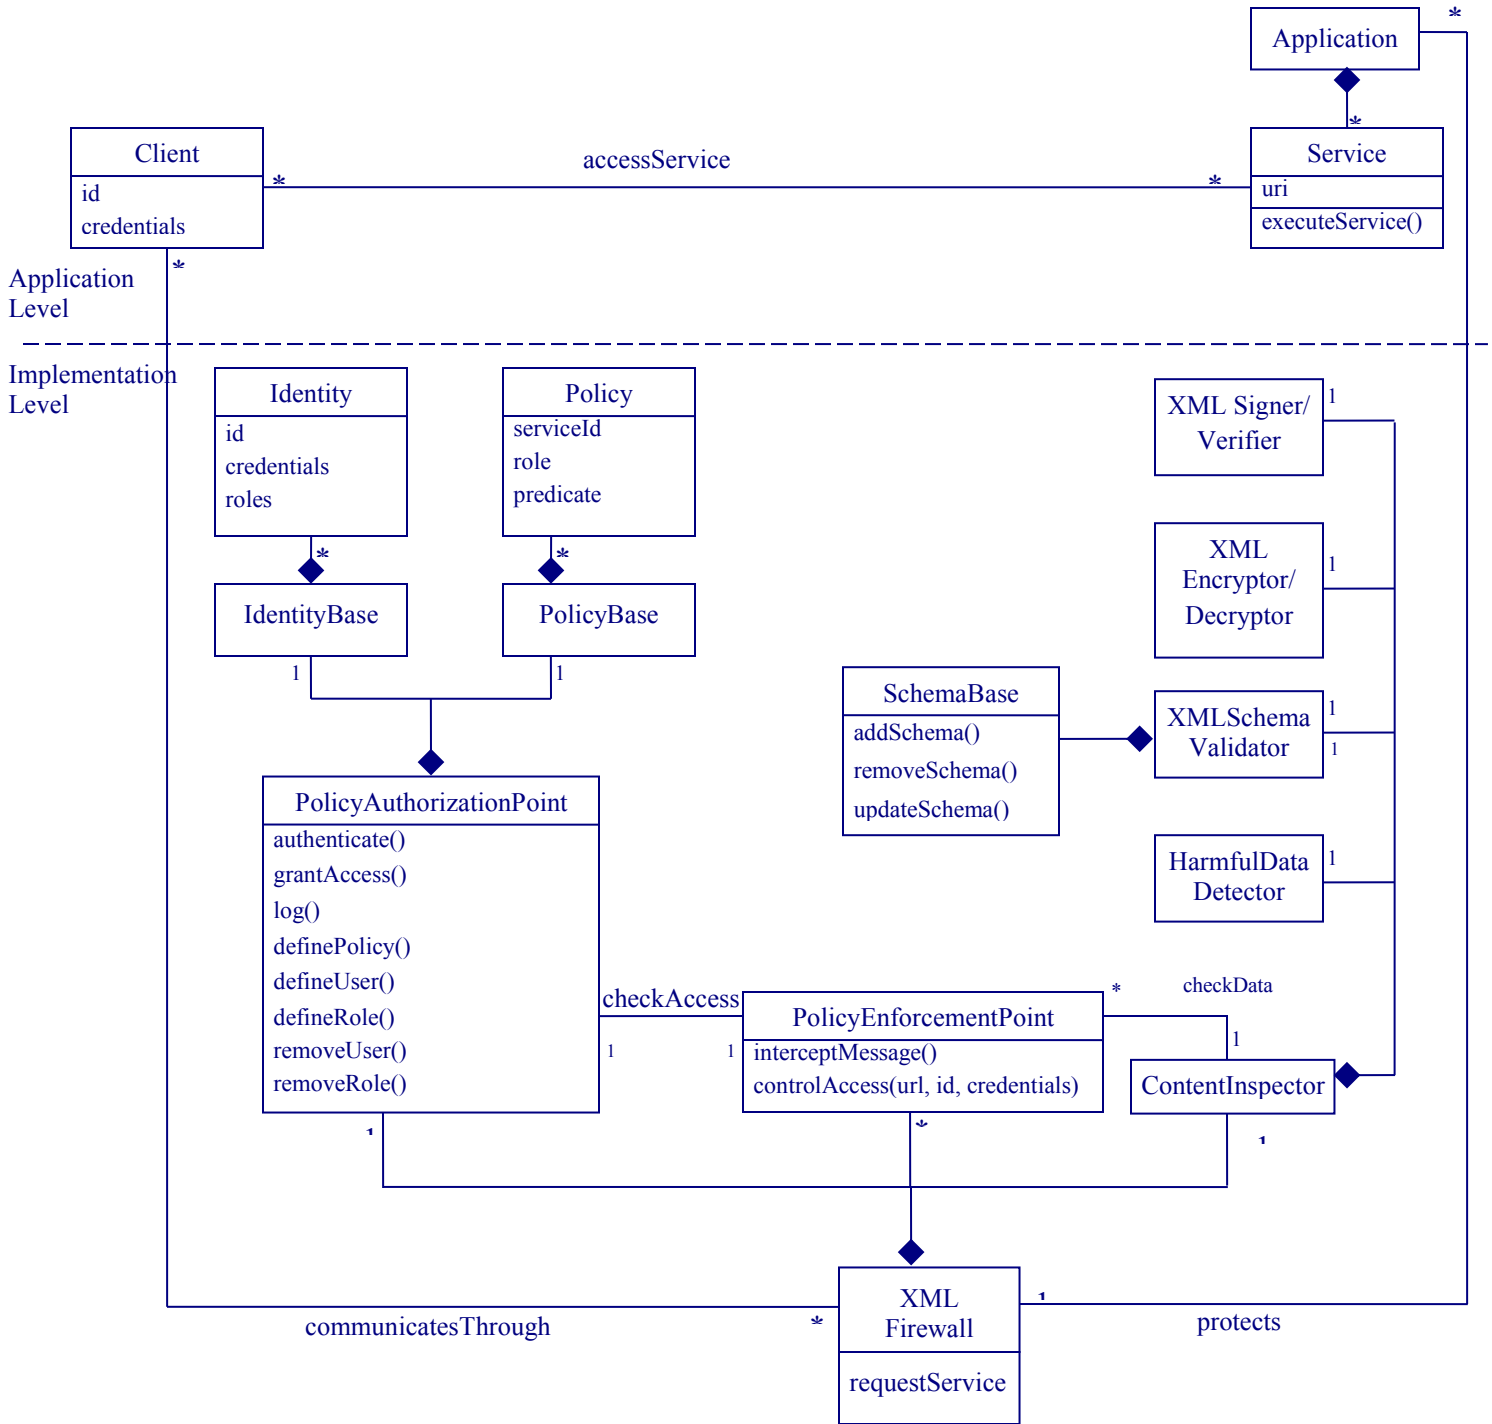 Application
*
*
Client
id
credentials
accessService
*
*
Service
uri
executeService()
*
Application
Level
Implementation
Level
Identity
id
credentials
roles
*
Policy
serviceId
role
predicate
*
XML Signer/
Verifier
1
XML
Encryptor/
Decryptor
1
IdentityBase
1
PolicyBase
1
SchemaBase
addSchema()
removeSchema()
updateSchema()
XMLSchema
Validator
1
1
HarmfulData
Detector
1
PolicyAuthorizationPoint
authenticate()
grantAccess()
log()
definePolicy()
defineUser()
defineRole()
removeUser()
removeRole()
checkAccess
1
1
PolicyEnforcementPoint
interceptMessage()
controlAccess(url, id, credentials)
*
checkData
1
ContentInspector
1
*
1
XML
Firewall
requestService
communicatesThrough
*
1
protects